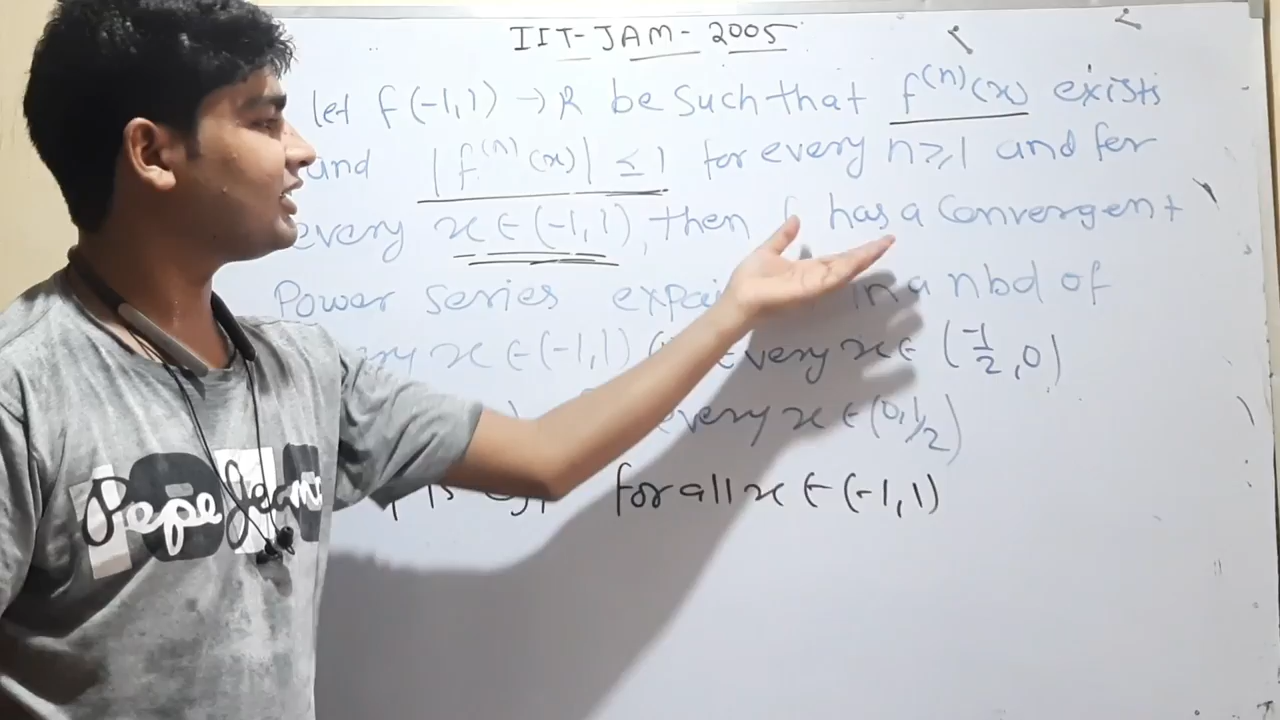 IIT-JAM-2005
let f(-1,1) → R be such that f⁽ⁿ⁾(x) exists
and |f⁽ⁿ⁾(x)| ≤ 1 for every n≥1 and for
every x ∈ (-1,1), then f has a Convergent
Power series in a nbd of
x ∈ (-1,1) every x ∈ (-1/2, 0)
every x ∈ (0, 1/2)
for all x ∈ (-1,1)
Pepe Jeans